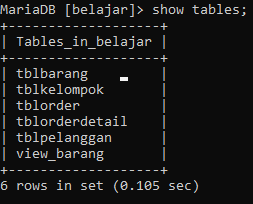 MariaDB [belajar]> show tables;
+-------------------+
| Tables_in_belajar |
+-------------------+
| tblbarang         |
| tblkelompok       |
| tblorder          |
| tblorderdetail    |
| tblpelanggan      |
| view_barang       |
+-------------------+
6 rows in set (0.105 sec)